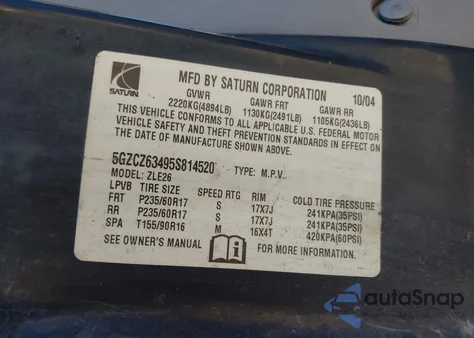 MFD BY SATURN CORPORATION 10/04
SATURN
GVWR GAWR FRT GAWR RR
2220KG(4894LB) 1130KG(2491LB) 1105KG(2436LB)
THIS VEHICLE CONFORMS TO ALL APPLICABLE U.S. FEDERAL MOTOR
VEHICLE SAFETY AND THEFT PREVENTION STANDARDS IN EFFECT ON
THE DATE OF MANUFACTURE SHOWN ABOVE.
5GZCZ63495S814520 TYPE: M.P.V.
MODEL: ZLE26
LPVB TIRE SIZE SPEED RTG RIM COLD TIRE PRESSURE
FRT P235/60R17 S 17X7J 241KPA(35PSI)
RR P235/60R17 S 17X7J 241KPA(35PSI)
SPA T155/90R16 M 16X4T 420KPA(60PSI)
SEE OWNER'S MANUAL FOR MORE INFORMATION
autoSnap